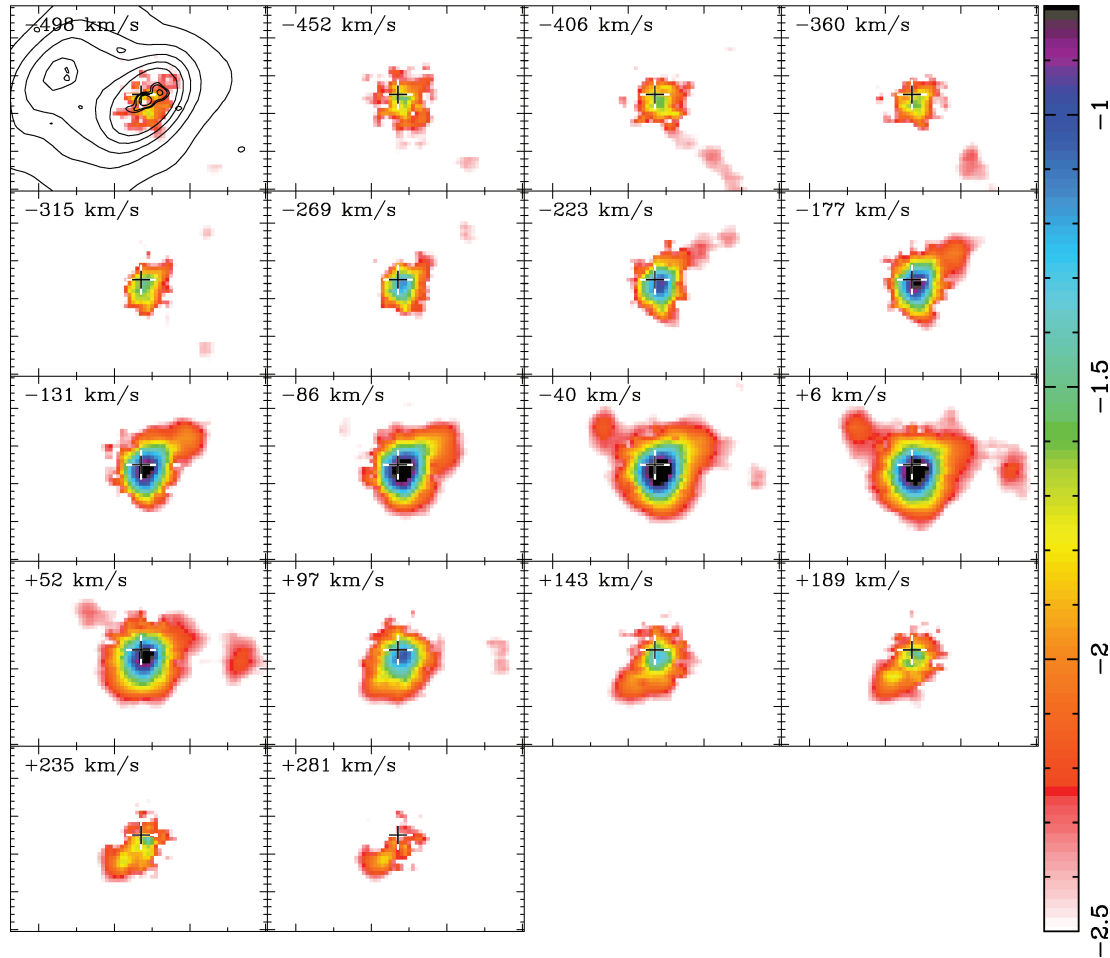 −498 km/s
−452 km/s
−406 km/s
−360 km/s
−315 km/s
−269 km/s
−223 km/s
−177 km/s
−131 km/s
−86 km/s
−40 km/s
+6 km/s
+52 km/s
+97 km/s
+143 km/s
+189 km/s
+235 km/s
+281 km/s
−1
−1.5
−2
−2.5